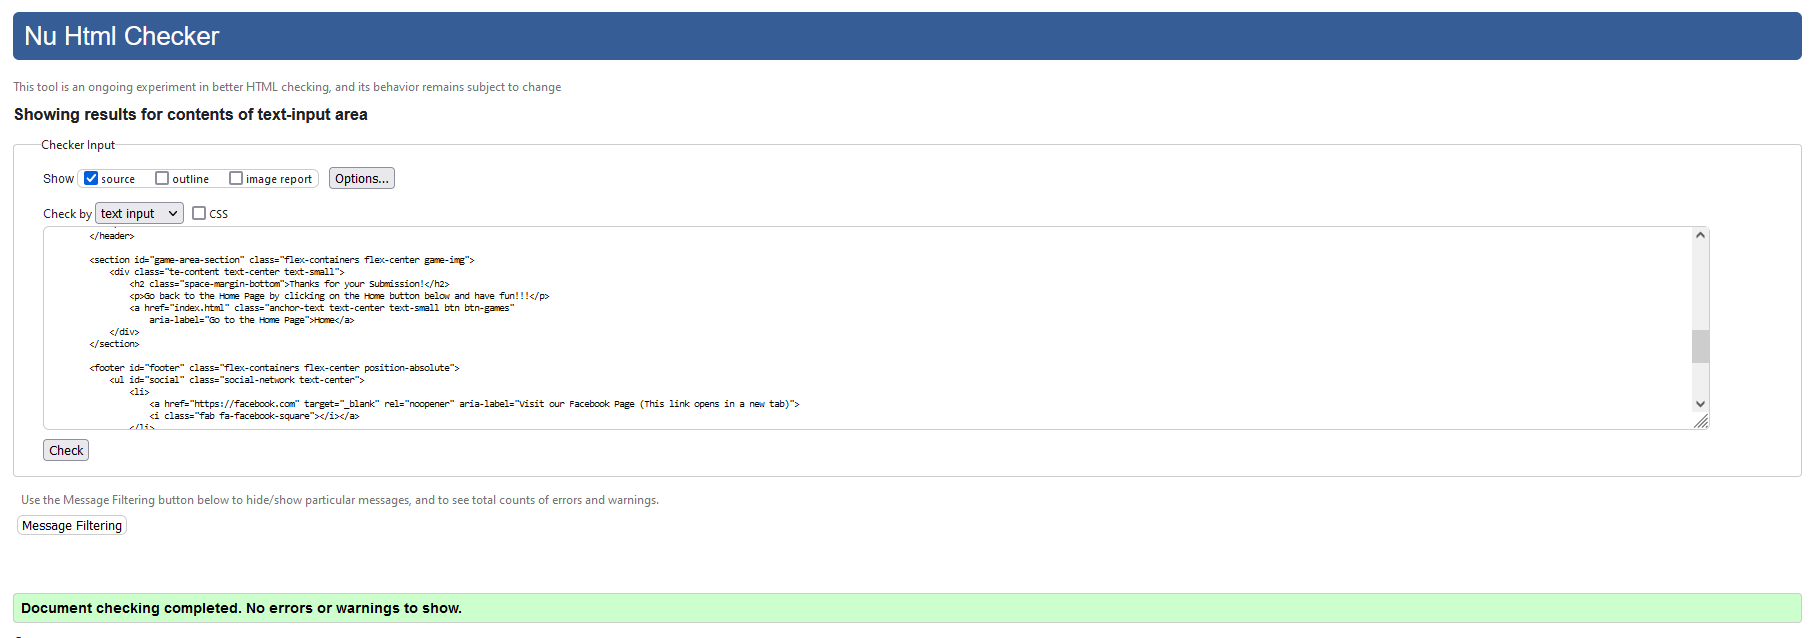 Nu Html Checker
This tool is an ongoing experiment in better HTML checking, and its behavior remains subject to change
Showing results for contents of text-input area
Checker Input
Show source outline image report Options...
Check by text input CSS
</header>
<section id="game-area-section" class="flex-containers flex-center game-img">
<div class="te-content text-center text-small">
<h2 class="space-margin-bottom">Thanks for your Submission!</h2>
<p>Go back to the Home Page by clicking on the Home button below and have fun!!!</p>
<a href="index.html" class="anchor-text text-center text-small btn btn-games"
aria-label="Go to the Home Page">Home</a>
</div>
</section>
<footer id="footer" class="flex-containers flex-center position-absolute">
<ul id="social" class="social-network text-center">
<li>
<a href="https://facebook.com" target="_blank" rel="noopener" aria-label="Visit our Facebook Page (This link opens in a new tab)">
<i class="fab fa-facebook-square"></i></a>
</li>
Check
Use the Message Filtering button below to hide/show particular messages, and to see total counts of errors and warnings.
Message Filtering
Document checking completed. No errors or warnings to show.